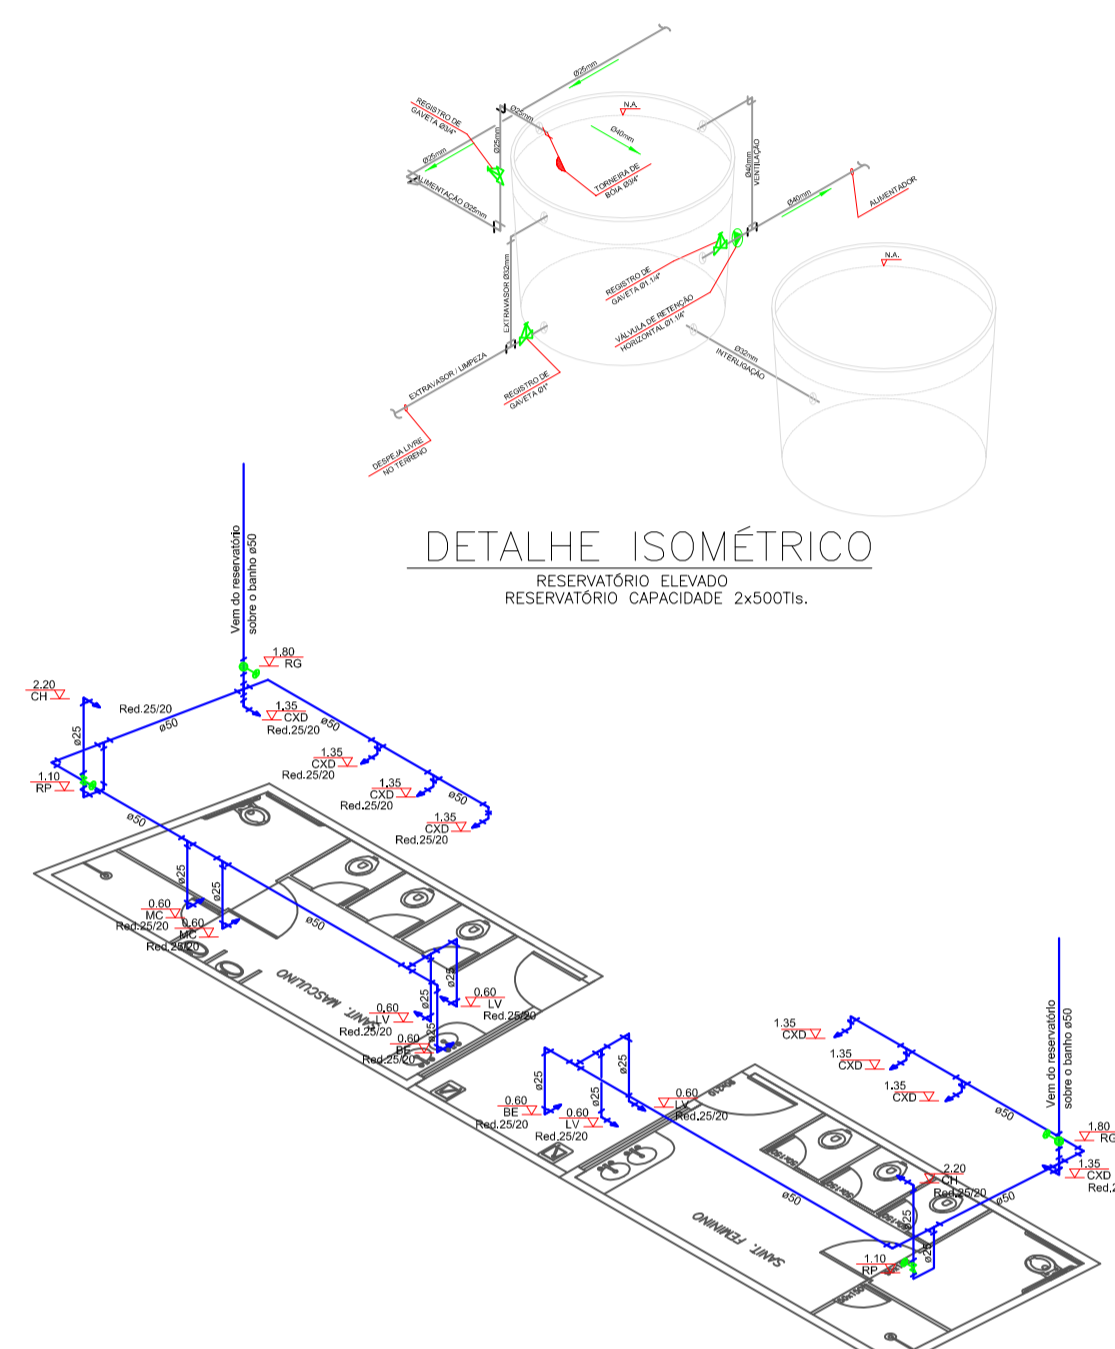 Ø25mm
REGISTRO DE
GAVETA Ø3/4"
Ø25mm
Ø25mm
Ø25mm
ALIMENTAÇÃO Ø25mm
N.A.
Ø40mm
TORNEIRA DE
BÓIA Ø3/4"
Ø40mm
VENTILAÇÃO
Ø40mm
ALIMENTADOR
EXTRAVASOR Ø32mm
REGISTRO DE
GAVETA Ø1.1/4"
VÁLVULA DE RETENÇÃO
HORIZONTAL Ø1.1/4"
N.A.
Ø32mm
INTERLIGAÇÃO
EXTRAVASOR / LIMPEZA
REGISTRO DE
GAVETA Ø1"
DESPEJA LIVRE
NO TERRENO
DETALHE ISOMÉTRICO
RESERVATÓRIO ELEVADO
RESERVATÓRIO CAPACIDADE 2x500Tls.
Vem do reservatório
sobre o banho ø50
1.80
RG
2.20
CH
Red.25/20
ø50
ø25
1.35
CXD
Red.25/20
ø50
1.35
CXD
Red.25/20
1.35
CXD
Red.25/20
ø50
1.35
CXD
Red.25/20
1.10
RP
ø50
ø25
ø25
0.60
MC
Red.25/20
0.60
MC
Red.25/20
ø50
SANIT. MASCULINO
ø25
ø25
0.60
LV
Red.25/20
0.60
LV
Red.25/20
ø25
0.60
BE
Red.25/20
ø25
ø25
ø25
0.60
BE
Red.25/20
0.60
LV
Red.25/20
0.60
LV
Red.25/20
80x210
Vem do reservatório
sobre o banho ø50
1.35
CXD
1.35
CXD
1.35
CXD
ø50
1.80
RG
1.35
CXD
Red.2
2.20
CH
Red.25/20
ø50
ø25
ø25
1.10
RP
ø50
SANIT. FEMININO